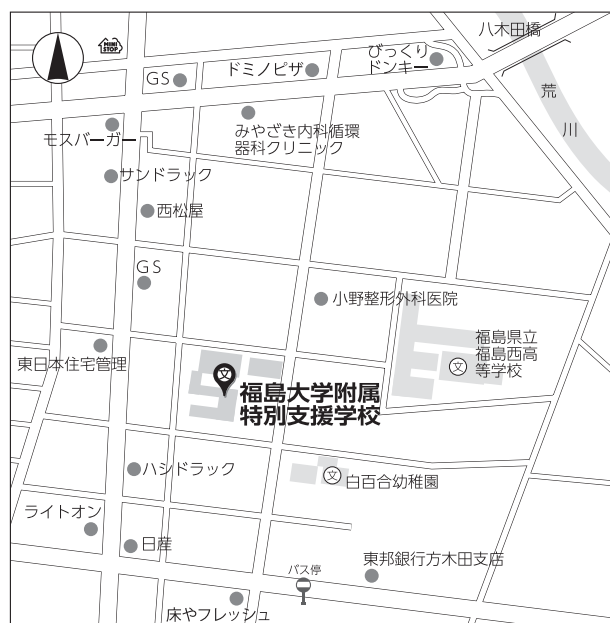 八木田橋
MINI
STOP
びっくり
ドンキー
ドミノピザ
GS
荒
川
みやざき内科循環
器科クリニック
モスバーガー
サンドラック
西松屋
GS
小野整形外科医院
福島県立
福島西高
等学校
文
東日本住宅管理
文
福島大学附属
特別支援学校
ハシドラック
文
白百合幼稚園
ライトオン
日産
バス停
東邦銀行方木田支店
床やフレッシュ